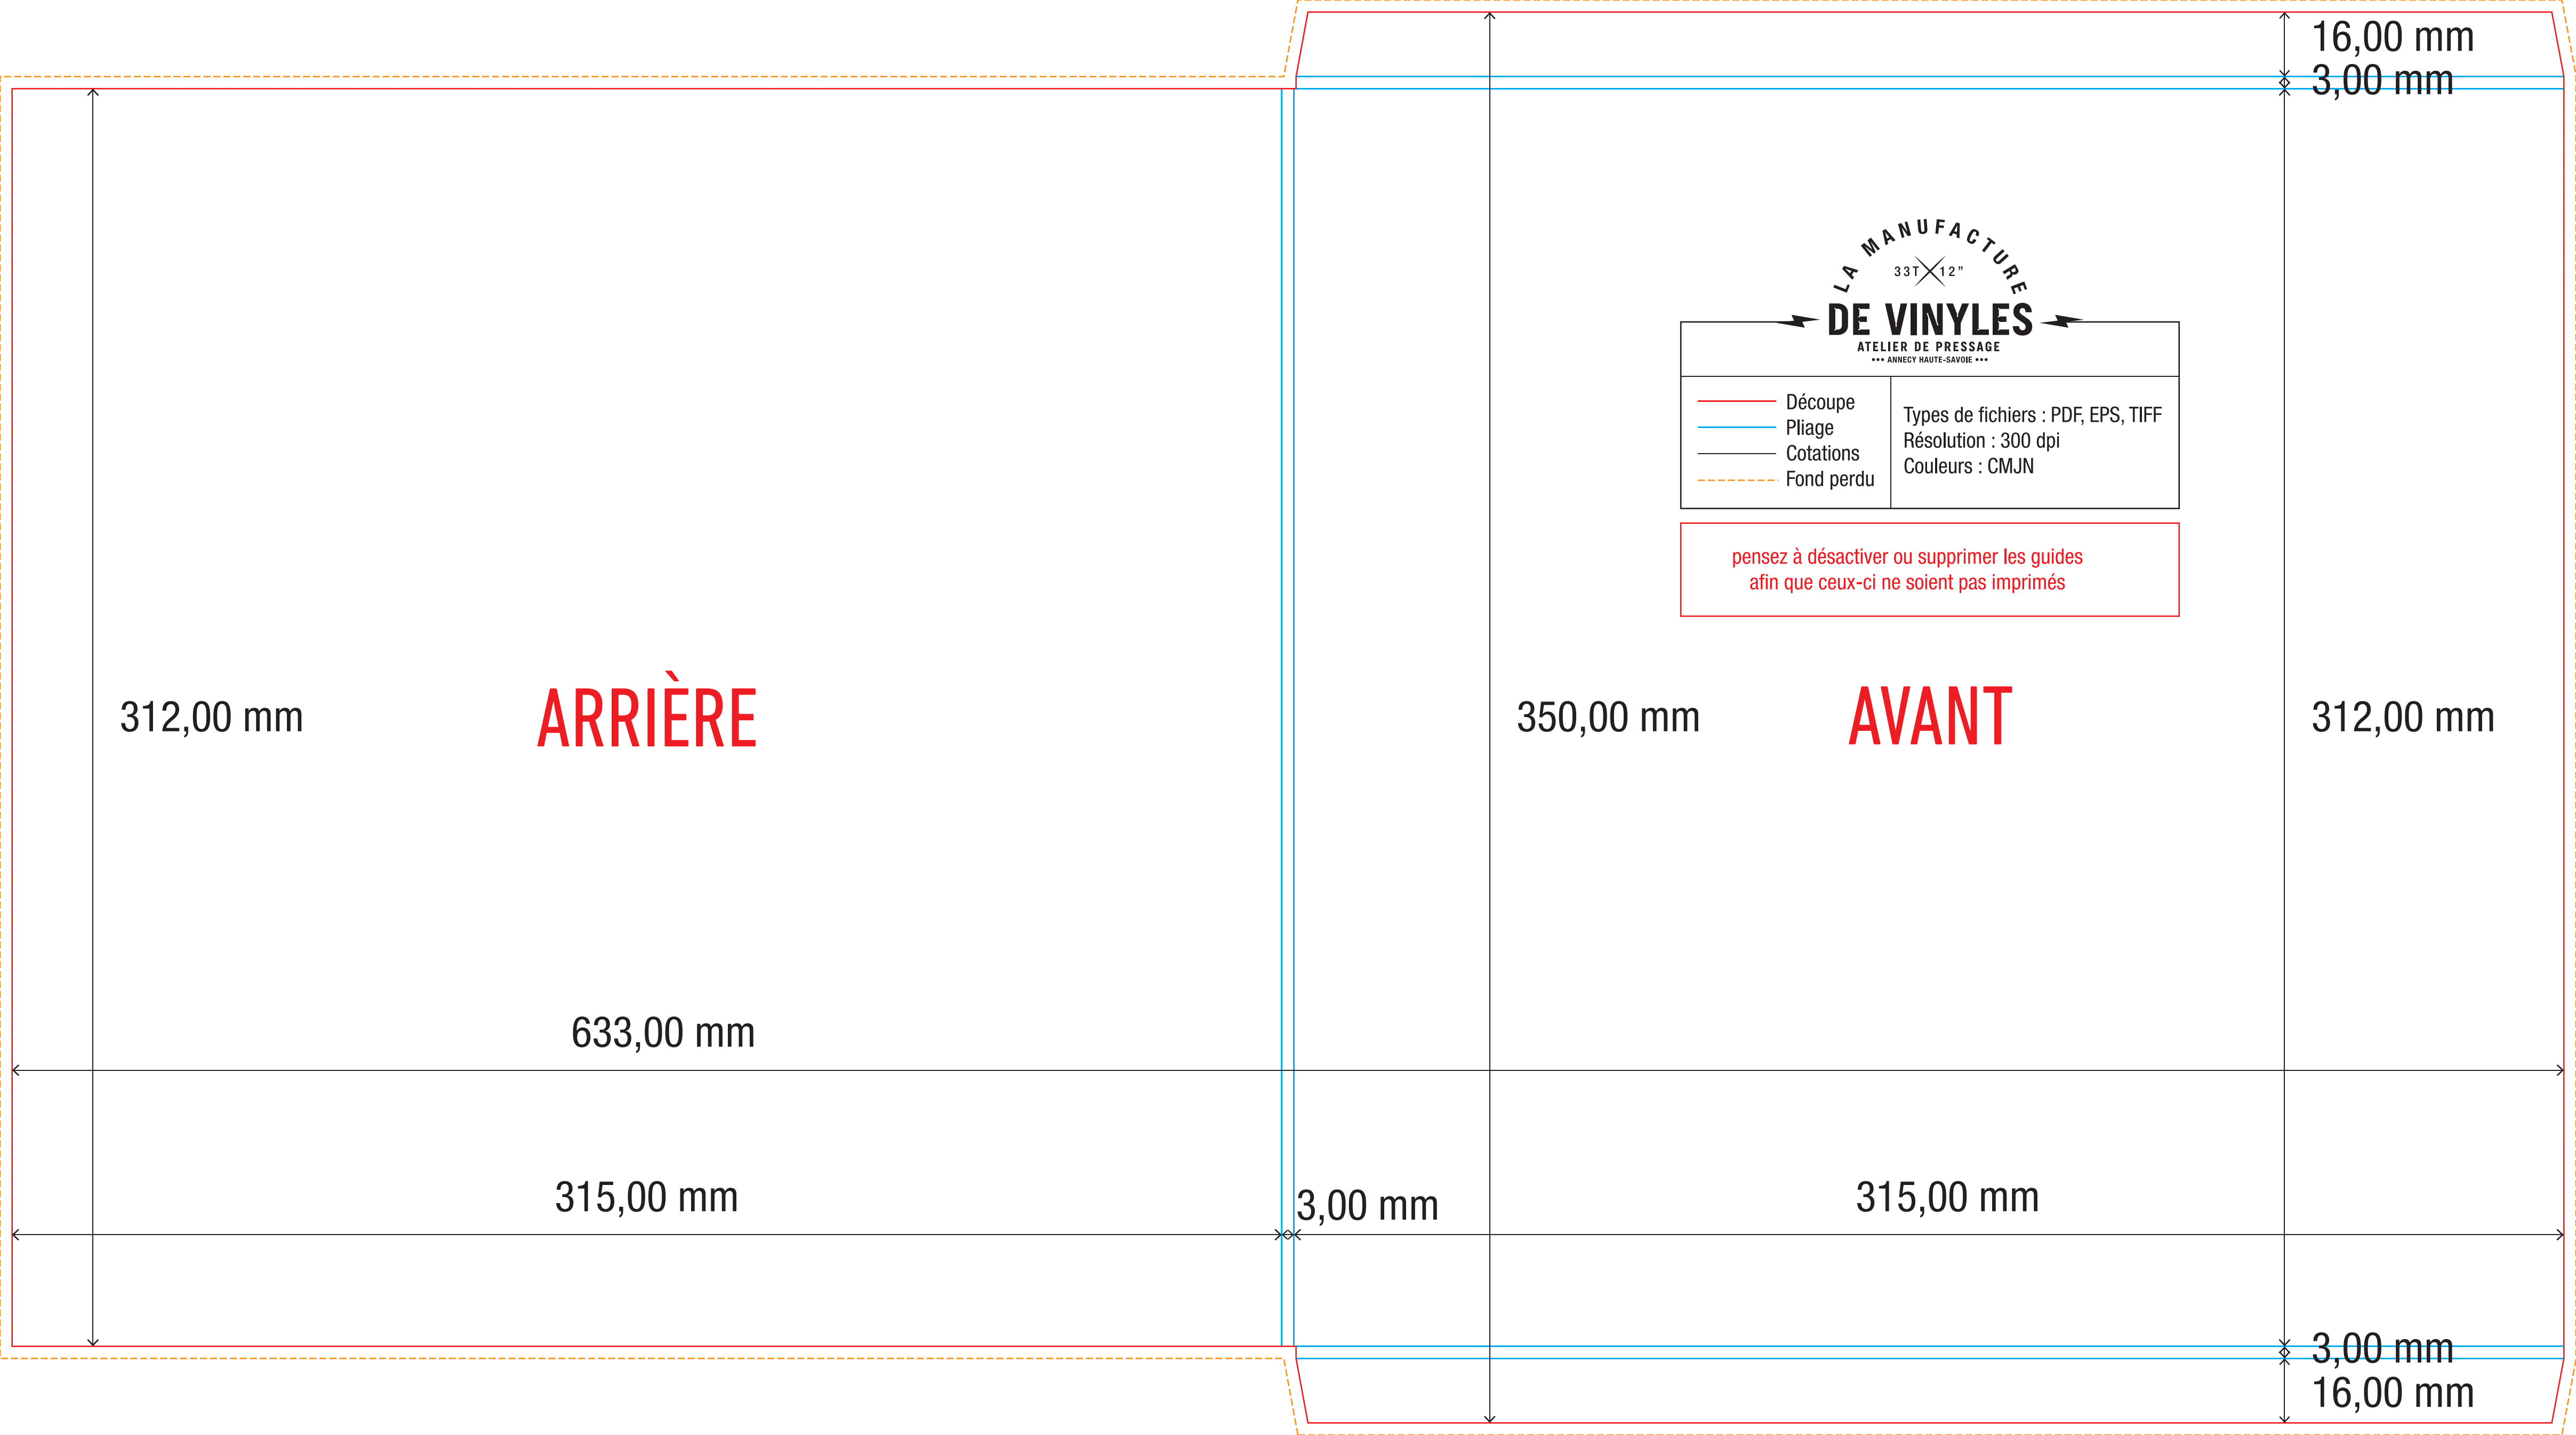 16,00 mm
3,00 mm
LA MANUFACTURE
33T 12”
DE VINYLES
ATELIER DE PRESSAGE
••• ANNECY HAUTE-SAVOIE •••
Découpe
Pliage
Cotations
Fond perdu
Types de fichiers : PDF, EPS, TIFF
Résolution : 300 dpi
Couleurs : CMJN
pensez à désactiver ou supprimer les guides
afin que ceux-ci ne soient pas imprimés
312,00 mm
ARRIÈRE
350,00 mm
AVANT
312,00 mm
633,00 mm
315,00 mm
3,00 mm
315,00 mm
3,00 mm
16,00 mm